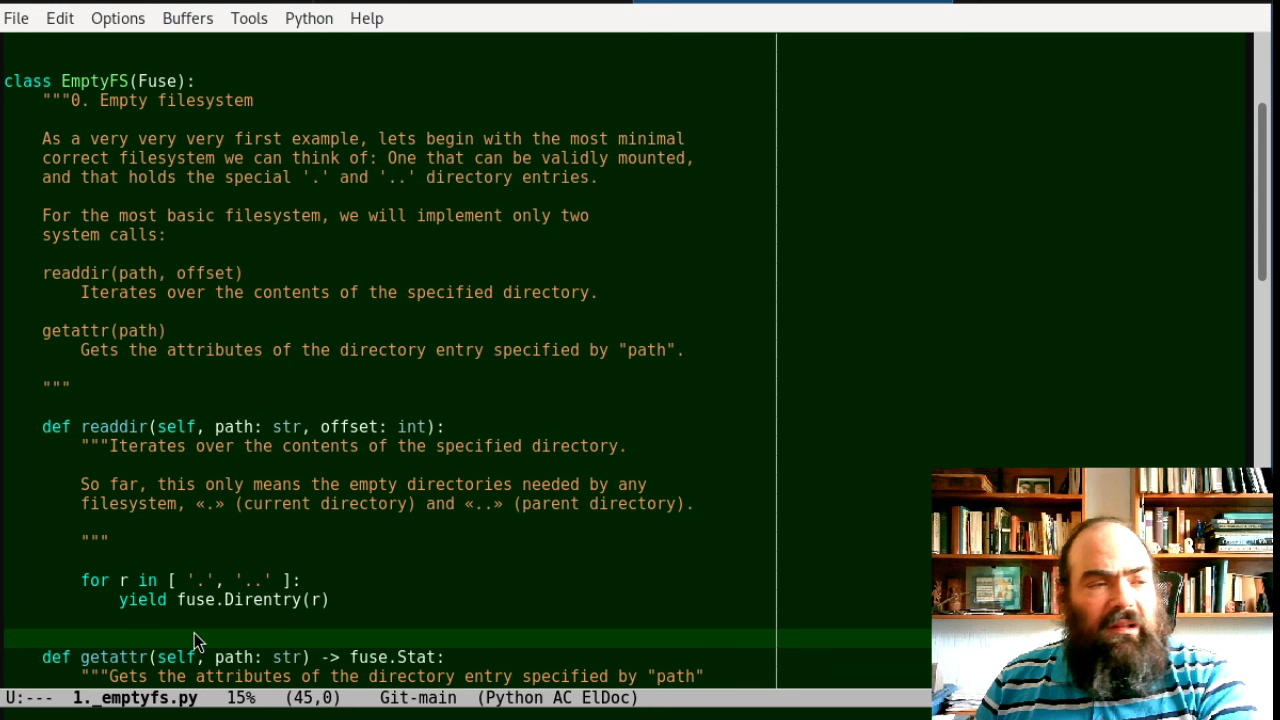 File Edit Options Buffers Tools Python Help
class EmptyFS(Fuse):
"""0. Empty filesystem
As a very very very first example, lets begin with the most minimal
correct filesystem we can think of: One that can be validly mounted,
and that holds the special '.' and '..' directory entries.
For the most basic filesystem, we will implement only two
system calls:
readdir(path, offset)
Iterates over the contents of the specified directory.
getattr(path)
Gets the attributes of the directory entry specified by "path".
"""
def readdir(self, path: str, offset: int):
"""Iterates over the contents of the specified directory.
So far, this only means the empty directories needed by any
filesystem, «.» (current directory) and «..» (parent directory).
"""
for r in [ '.', '..' ]:
yield fuse.Direntry(r)
def getattr(self, path: str) -> fuse.Stat:
"""Gets the attributes of the directory entry specified by "path"
U:--- 1._emptyfs.py 15% (45,0) Git-main (Python AC ElDoc)